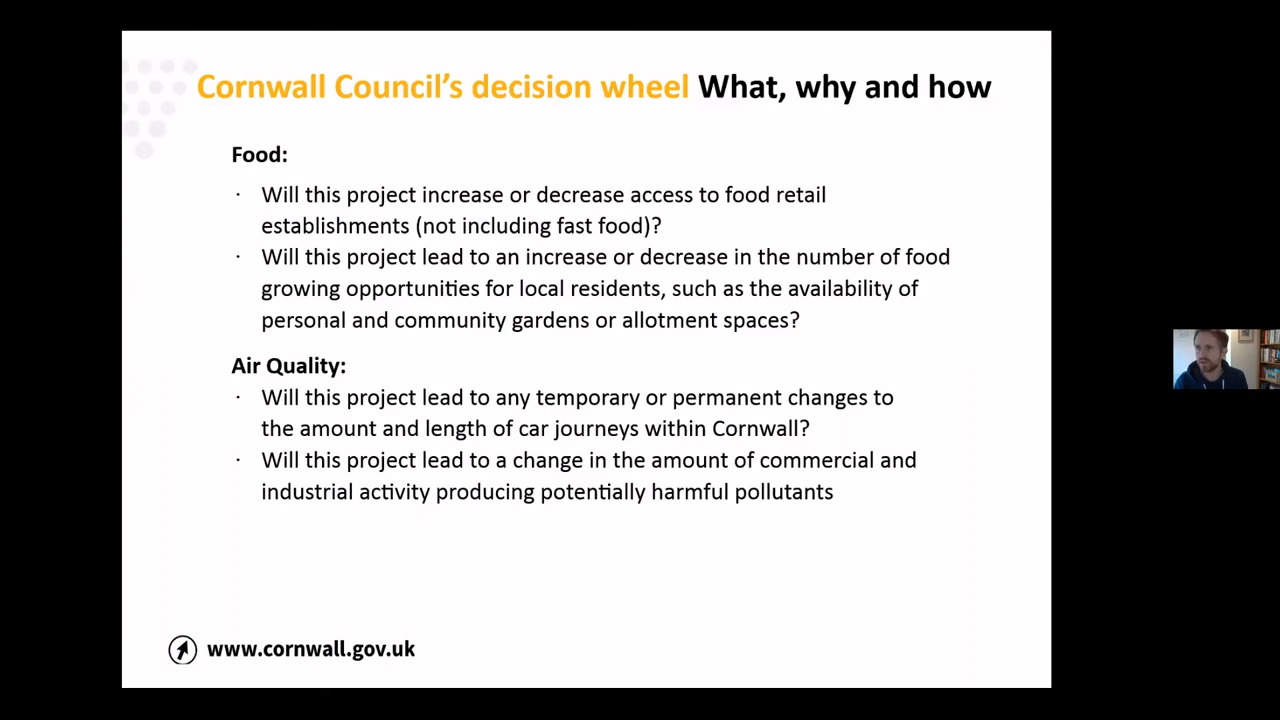 Cornwall Council's decision wheel What, why and how
Food:
· Will this project increase or decrease access to food retail
establishments (not including fast food)?
· Will this project lead to an increase or decrease in the number of food
growing opportunities for local residents, such as the availability of
personal and community gardens or allotment spaces?
Air Quality:
· Will this project lead to any temporary or permanent changes to
the amount and length of car journeys within Cornwall?
· Will this project lead to a change in the amount of commercial and
industrial activity producing potentially harmful pollutants
www.cornwall.gov.uk